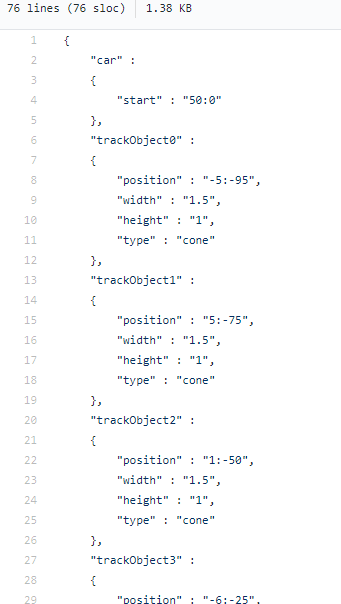 76 lines (76 sloc) 1.38 KB
1 {
2 "car" :
3 {
4 "start" : "50:0"
5 },
6 "trackObject0" :
7 {
8 "position" : "-5:-95",
9 "width" : "1.5",
10 "height" : "1",
11 "type" : "cone"
12 },
13 "trackObject1" :
14 {
15 "position" : "5:-75",
16 "width" : "1.5",
17 "height" : "1",
18 "type" : "cone"
19 },
20 "trackObject2" :
21 {
22 "position" : "1:-50",
23 "width" : "1.5",
24 "height" : "1",
25 "type" : "cone"
26 },
27 "trackObject3" :
28 {
29 "position" : "-6:-25",